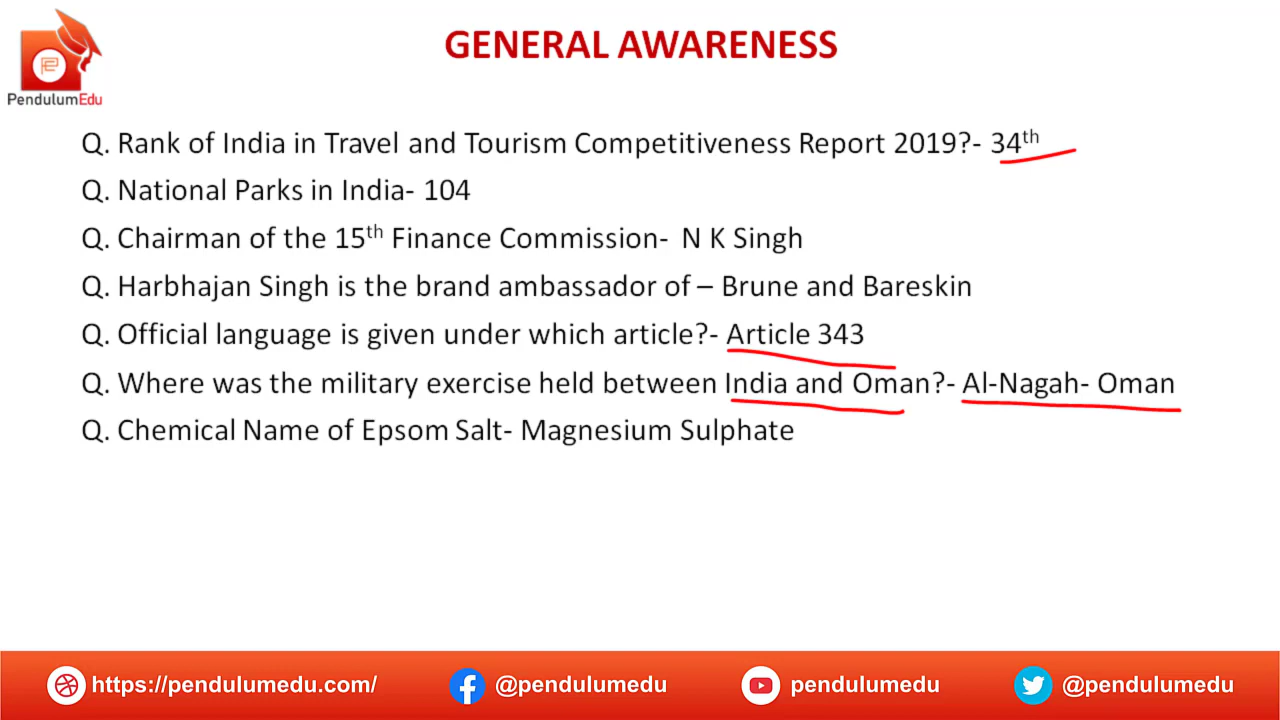 PendulumEdu
GENERAL AWARENESS
Q. Rank of India in Travel and Tourism Competitiveness Report 2019?- 34th
Q. National Parks in India- 104
Q. Chairman of the 15th Finance Commission- N K Singh
Q. Harbhajan Singh is the brand ambassador of – Brune and Bareskin
Q. Official language is given under which article?- Article 343
Q. Where was the military exercise held between India and Oman?- Al-Nagah- Oman
Q. Chemical Name of Epsom Salt- Magnesium Sulphate
https://pendulumedu.com/ @pendulumedu pendulumedu @pendulumedu